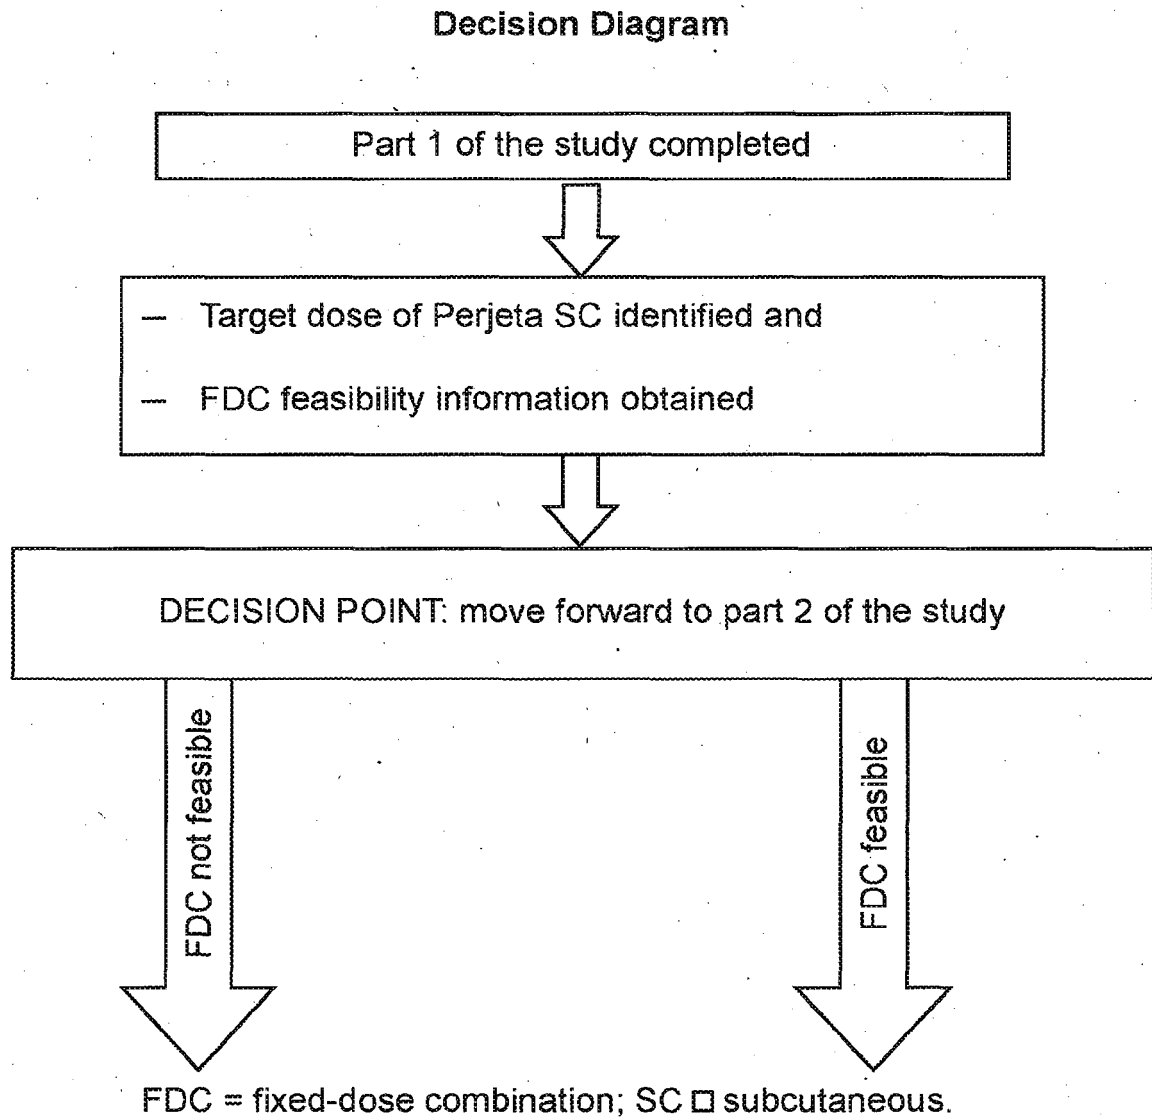 Decision Diagram
Part 1 of the study completed
— Target dose of Perjeta SC identified and
— FDC feasibility information obtained
DECISION POINT: move forward to part 2 of the study
FDC not feasible
FDC feasible
FDC = fixed-dose combination; SC □ subcutaneous.